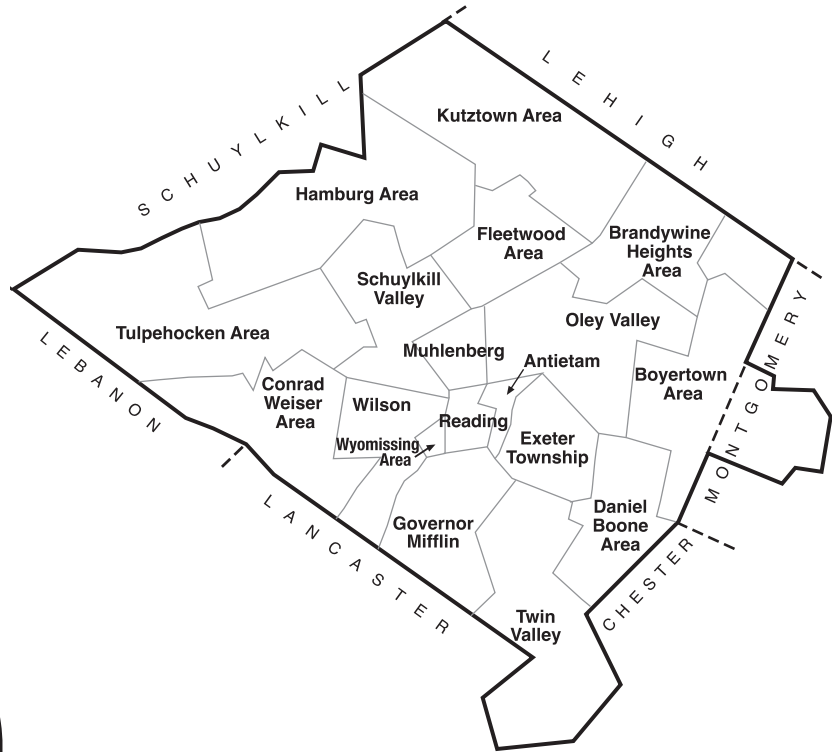 LEHIGH
SCHUYLKILL
Kutztown Area
Hamburg Area
Fleetwood
Area
Brandywine
Heights
Area
Schuylkill
Valley
Oley Valley
Tulpehocken Area
Muhlenberg
Antietam
MONTGOMERY
LEBANON
Conrad
Weiser
Area
Wilson
Boyertown
Area
Reading
Wyomissing
Area
Exeter
Township
LANCASTER
Governor
Mifflin
Daniel
Boone
Area
CHESTER
Twin
Valley